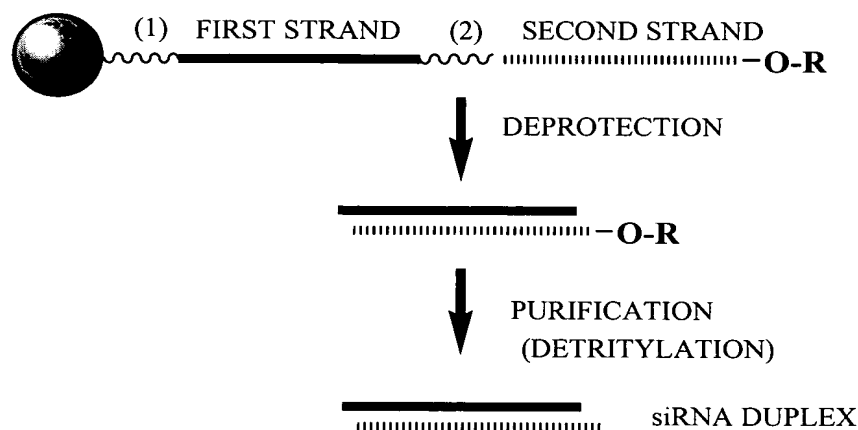 (1) FIRST STRAND (2) SECOND STRAND
–O-R
DEPROTECTION
–O-R
PURIFICATION
(DETRITYLATION)
siRNA DUPLEX